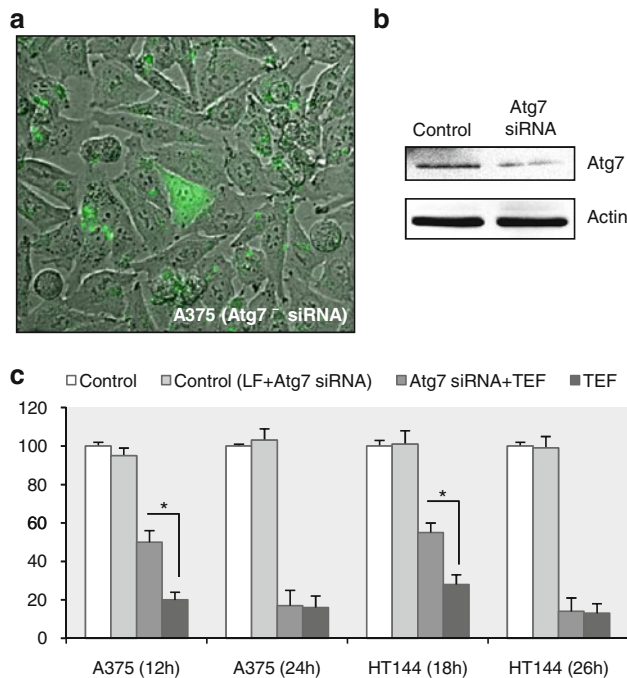 a
b
A375 (Atg7⁻ siRNA)
Control
Atg7
siRNA
Atg7
Actin
c
Control
Control (LF+Atg7 siRNA)
Atg7 siRNA+TEF
TEF
120
100
80
60
40
20
0
*
*
A375 (12h)
A375 (24h)
HT144 (18h)
HT144 (26h)